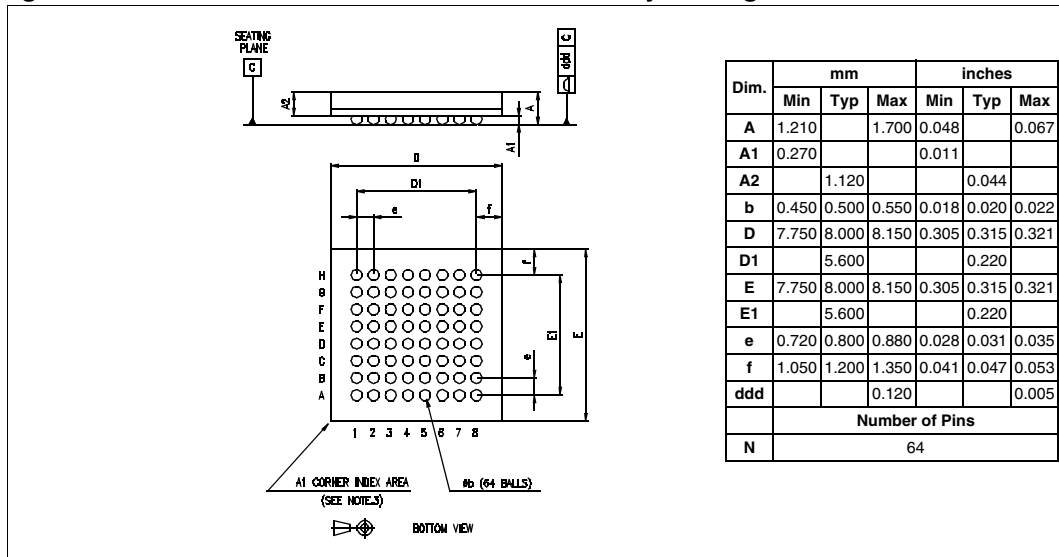 SEATING
PLANE
C
ddd C
A2
A
A1
D
D1
e
f
f
H
G
F
E
D
C
B
A
E1
E
e
1 2 3 4 5 6 7 8
A1 CORNER INDEX AREA
(SEE NOTE.3)
øb (64 BALLS)
BOTTOM VIEW
Dim. mm inches
Min Typ Max Min Typ Max
A 1.210 1.700 0.048 0.067
A1 0.270 0.011
A2 1.120 0.044
b 0.450 0.500 0.550 0.018 0.020 0.022
D 7.750 8.000 8.150 0.305 0.315 0.321
D1 5.600 0.220
E 7.750 8.000 8.150 0.305 0.315 0.321
E1 5.600 0.220
e 0.720 0.800 0.880 0.028 0.031 0.035
f 1.050 1.200 1.350 0.041 0.047 0.053
ddd 0.120 0.005
Number of Pins
N 64